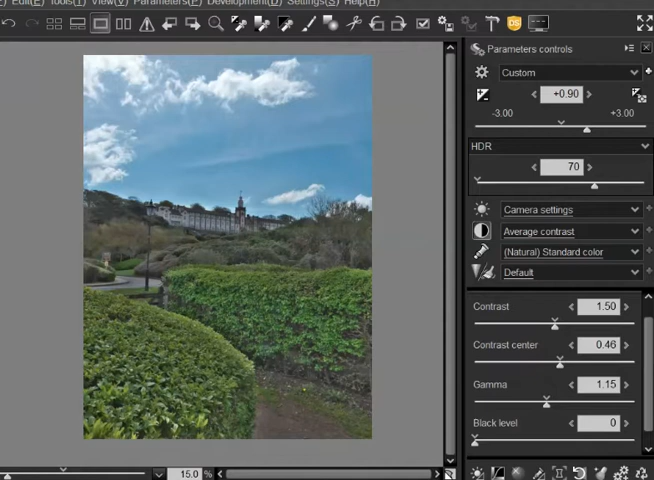 Edit(E) Tools(T) View(V) Parameters(P) Development(D) Settings(S) Help(H)
DS
Parameters controls
Custom
+0.90
-3.00 +3.00
HDR
70
Camera settings
Average contrast
(Natural) Standard color
Default
Contrast 1.50
Contrast center 0.46
Gamma 1.15
Black level 0
15.0 %